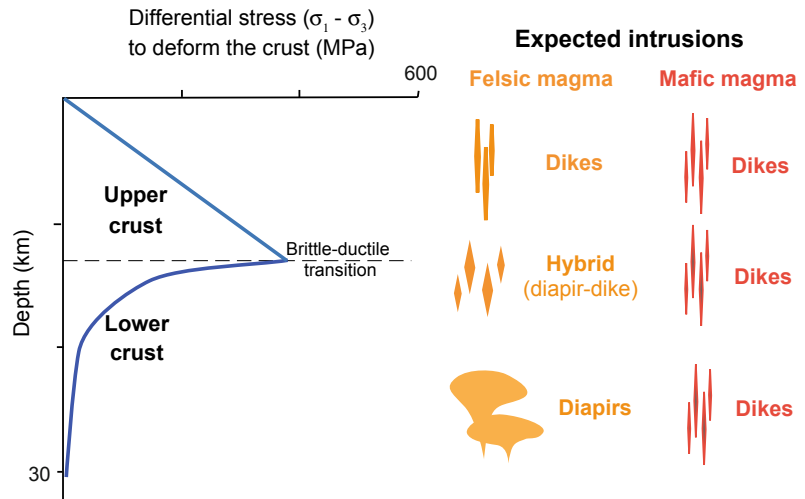 Differential stress (σ1 - σ3)
to deform the crust (MPa)
600
Expected intrusions
Felsic magma
Mafic magma
Dikes
Dikes
Upper
crust
Brittle-ductile
transition
Hybrid
(diapir-dike)
Dikes
Depth (km)
Lower
crust
Diapirs
Dikes
30